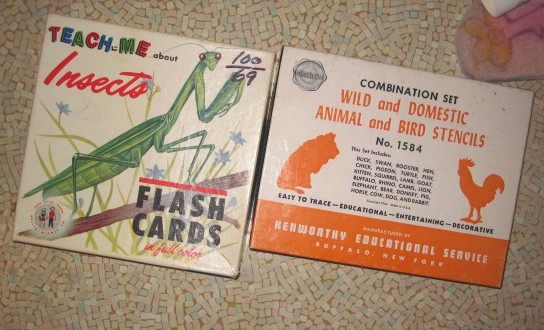 TEACH-ME about
Insects
100
69
FLASH
CARDS
in full color
COMBINATION SET
WILD and DOMESTIC
ANIMAL and BIRD STENCILS
No. 1584
This Set Includes:
DUCK, SWAN, ROOSTER, HEN,
CHICK, PIGEON, TURTLE, FISH,
KITTEN, SQUIRREL, LAMB, GOAT,
BUFFALO, RHINO, CAMEL, LION,
ELEPHANT, BEAR, DONKEY, PIG,
HORSE, COW, DOG, AND RABBIT.
EASY TO TRACE—EDUCATIONAL—ENTERTAINING—DECORATIVE
MANUFACTURED BY
KENWORTHY EDUCATIONAL SERVICE
BUFFALO, NEW YORK